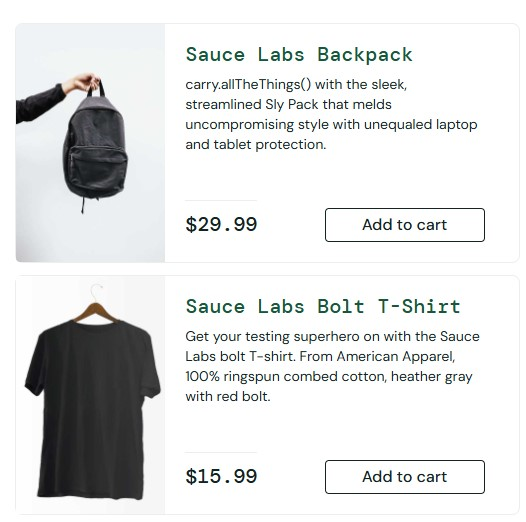 Sauce Labs Backpack
carry.allTheThings() with the sleek,
streamlined Sly Pack that melds
uncompromising style with unequaled laptop
and tablet protection.
$29.99
Add to cart
Sauce Labs Bolt T-Shirt
Get your testing superhero on with the Sauce
Labs bolt T-shirt. From American Apparel,
100% ringspun combed cotton, heather gray
with red bolt.
$15.99
Add to cart